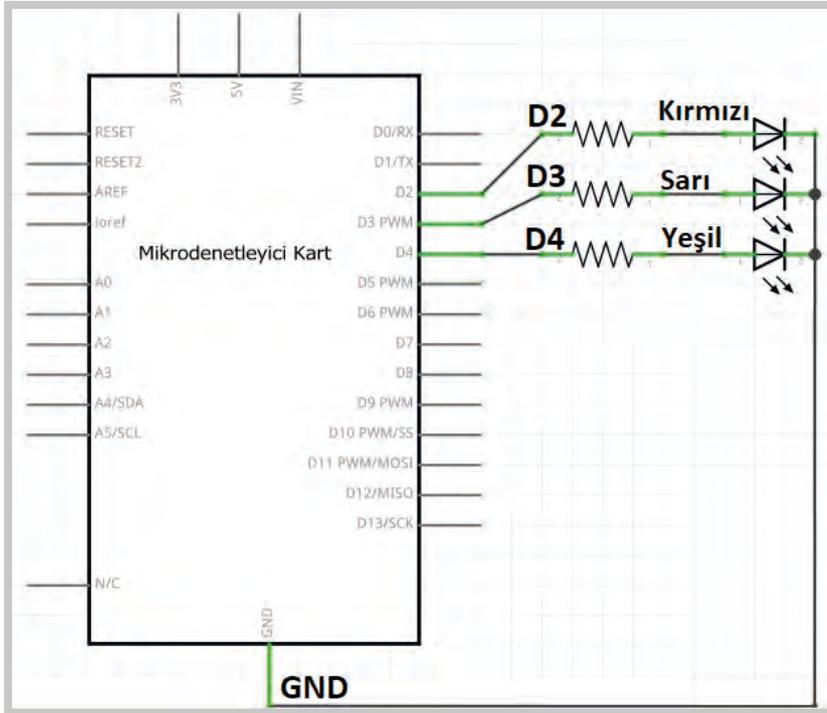 3V3
5V
VIN
RESET
RESET2
AREF
Ioref
A0
A1
A2
A3
A4/SDA
A5/SCL
N/C
Mikrodenetleyici Kart
D0/RX
D1/TX
D2
D3 PWM
D4
D5 PWM
D6 PWM
D7
D8
D9 PWM
D10 PWM/SS
D11 PWM/MOSI
D12/MISO
D13/SCK
GND
D2 Kırmızı
D3 Sarı
D4 Yeşil
GND